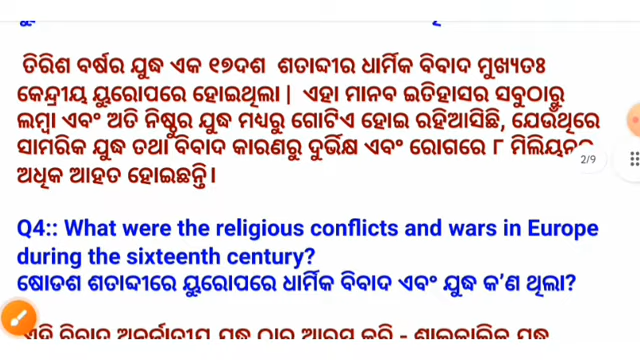 ତିରିଶ ବର୍ଷର ଯୁଦ୍ଧ ଏକ ୧୭ଦଶ ଶତାବ୍ଦୀର ଧାର୍ମିକ ବିବାଦ ମୁଖ୍ୟତଃ
କେନ୍ଦ୍ରୀୟ ୟୁରୋପରେ ହୋଇଥିଲା | ଏହା ମାନବ ଇତିହାସର ସବୁଠାରୁ
ଲମ୍ବା ଏବଂ ଅତି ନିଷ୍ଠୁର ଯୁଦ୍ଧ ମଧ୍ୟରୁ ଗୋଟିଏ ହୋଇ ରହିଆସିଛି, ଯେଉଁଥିରେ
ସାମରିକ ଯୁଦ୍ଧ ତଥା ବିବାଦ କାରଣରୁ ଦୁର୍ଭିକ୍ଷ ଏବଂ ରୋଗରେ ୮
ଅଧିକ ଆହତ ହୋଇଛନ୍ତି।
2/9
Q4:: What were the religious conflicts and wars in Europe
during the sixteenth century?
ଷୋଡଶ ଶତାବ୍ଦୀରେ ୟୁରୋପରେ ଧାର୍ମିକ ବିବାଦ ଏବଂ ଯୁଦ୍ଧ କ'ଣ ଥିଲା?